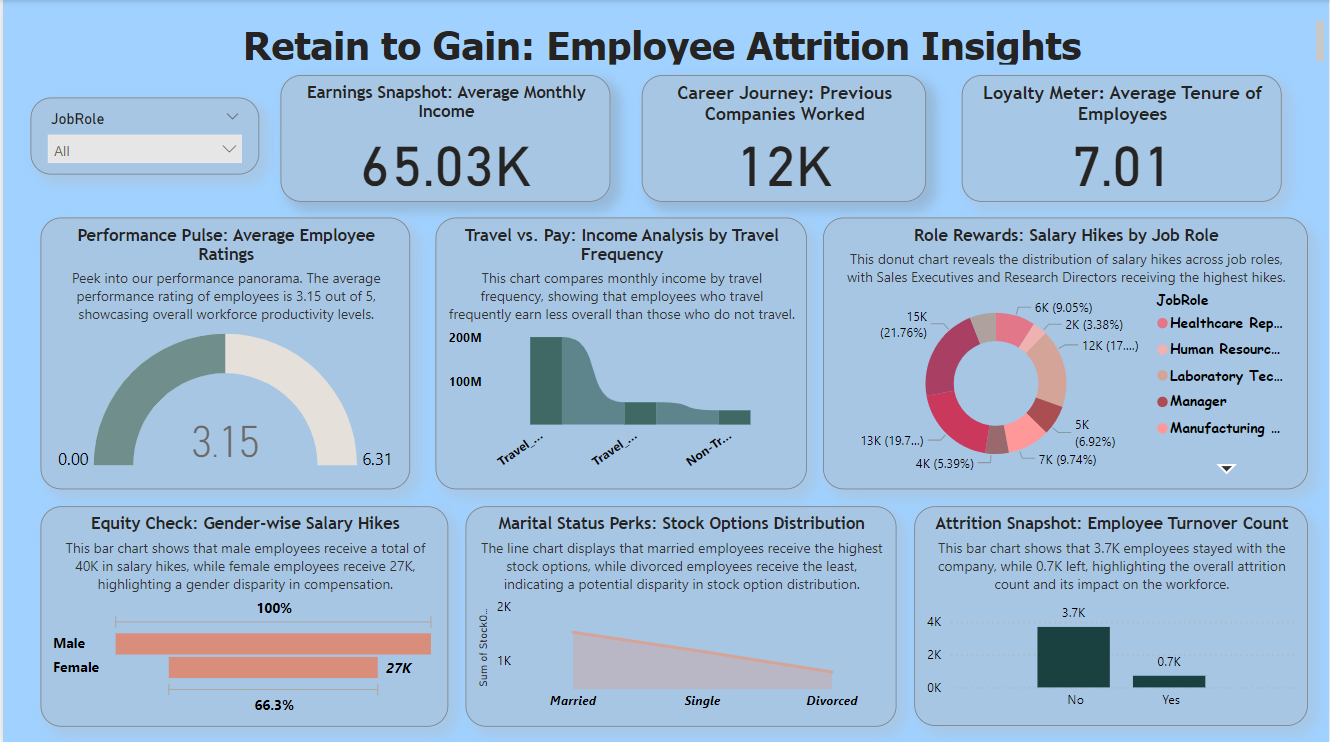 Retain to Gain: Employee Attrition Insights
JobRole
All
Earnings Snapshot: Average Monthly
Income
65.03K
Career Journey: Previous
Companies Worked
12K
Loyalty Meter: Average Tenure of
Employees
7.01
Performance Pulse: Average Employee
Ratings
Peek into our performance panorama. The average
performance rating of employees is 3.15 out of 5,
showcasing overall workforce productivity levels.
3.15
0.00
6.31
Travel vs. Pay: Income Analysis by Travel
Frequency
This chart compares monthly income by travel
frequency, showing that employees who travel
frequently earn less overall than those who do not travel.
200M
100M
Travel_...
Travel_...
Non-Tr...
Role Rewards: Salary Hikes by Job Role
This donut chart reveals the distribution of salary hikes across job roles,
with Sales Executives and Research Directors receiving the highest hikes.
6K (9.05%)
2K (3.38%)
12K (17....)
5K
(6.92%)
7K (9.74%)
4K (5.39%)
13K (19.7...)
15K
(21.76%)
JobRole
Healthcare Rep...
Human Resourc...
Laboratory Tec...
Manager
Manufacturing ...
Equity Check: Gender-wise Salary Hikes
This bar chart shows that male employees receive a total of
40K in salary hikes, while female employees receive 27K,
highlighting a gender disparity in compensation.
100%
Male
Female
27K
66.3%
Marital Status Perks: Stock Options Distribution
The line chart displays that married employees receive the highest
stock options, while divorced employees receive the least,
indicating a potential disparity in stock option distribution.
Sum of StockO...
2K
1K
Married
Single
Divorced
Attrition Snapshot: Employee Turnover Count
This bar chart shows that 3.7K employees stayed with the
company, while 0.7K left, highlighting the overall attrition
count and its impact on the workforce.
4K
2K
0K
3.7K
0.7K
No
Yes